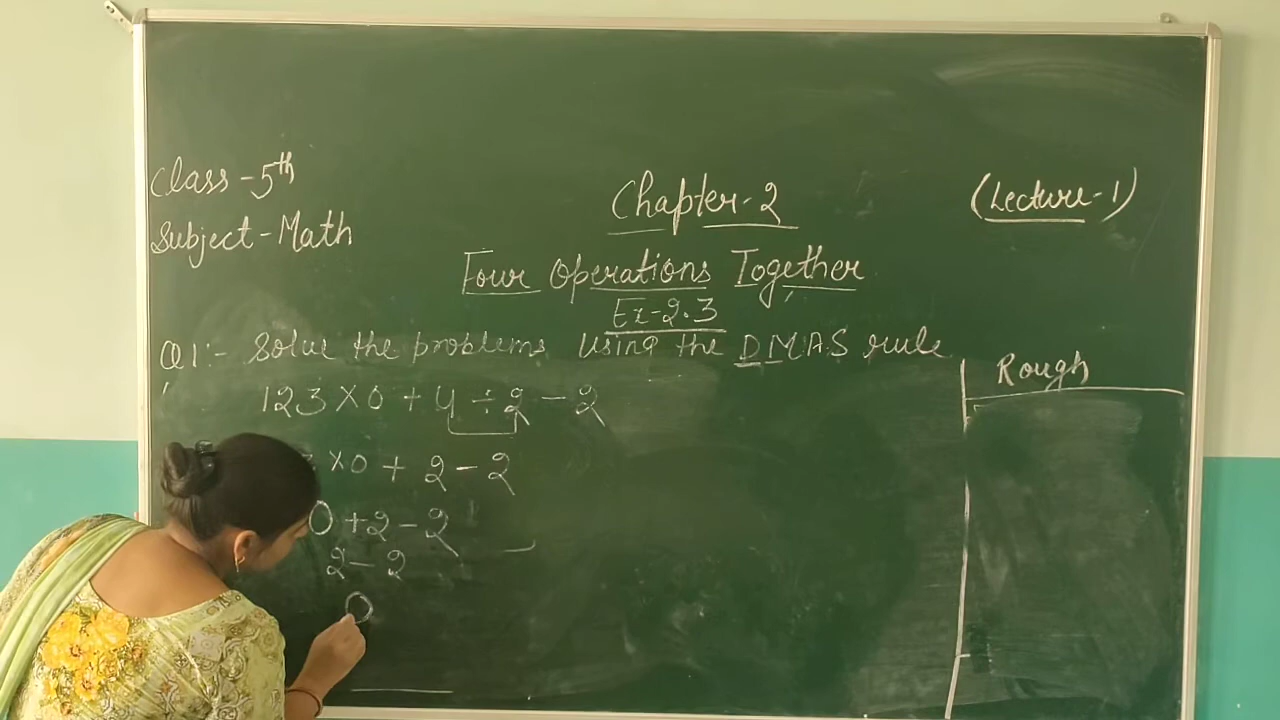 Class - 5th
Subject - Math
Chapter - 2
(Lecture - 1)
Four Operations Together
Ex - 2.3
Q1:- Solve the problems using the DMAS rule
Rough
123 × 0 + 4 ÷ 2 - 2
× 0 + 2 - 2
0 + 2 - 2
2 - 2
0